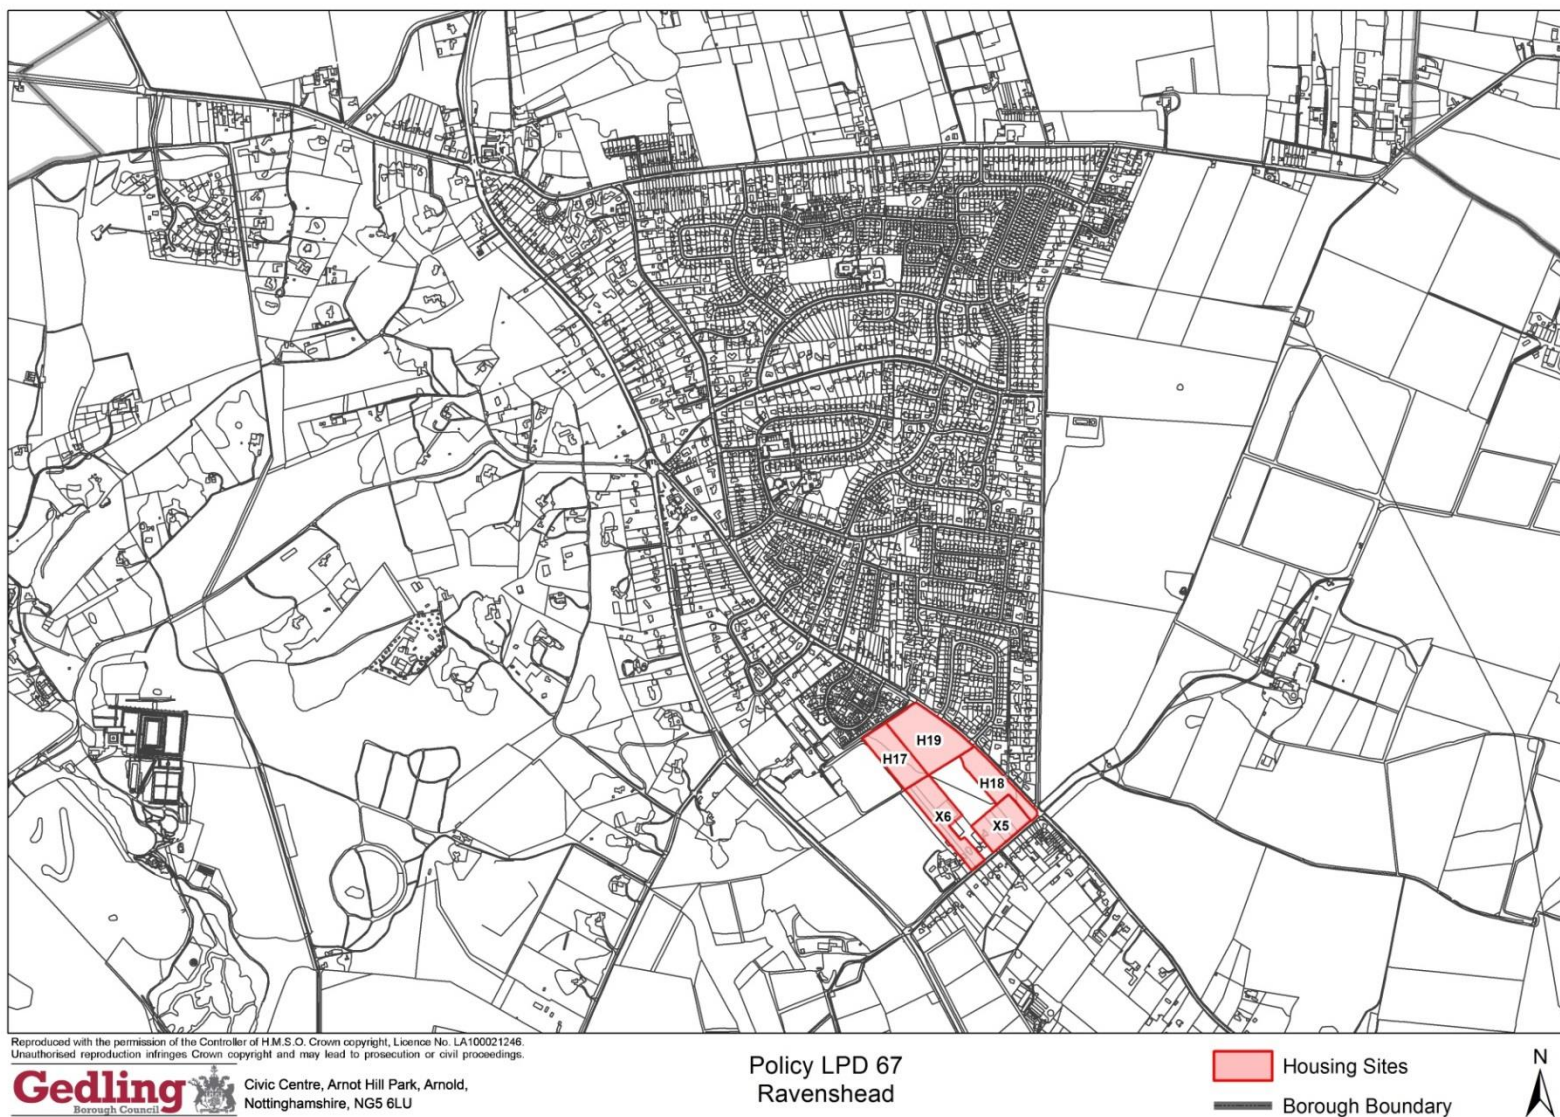 H19
H17
H18
X6
X5
Reproduced with the permission of the Controller of H.M.S.O. Crown copyright, Licence No. LA100021246.
Unauthorised reproduction infringes Crown copyright and may lead to prosecution or civil proceedings.
Gedling
Borough Council
Civic Centre, Arnot Hill Park, Arnold,
Nottinghamshire, NG5 6LU
Policy LPD 67
Ravenshead
Housing Sites
Borough Boundary
N